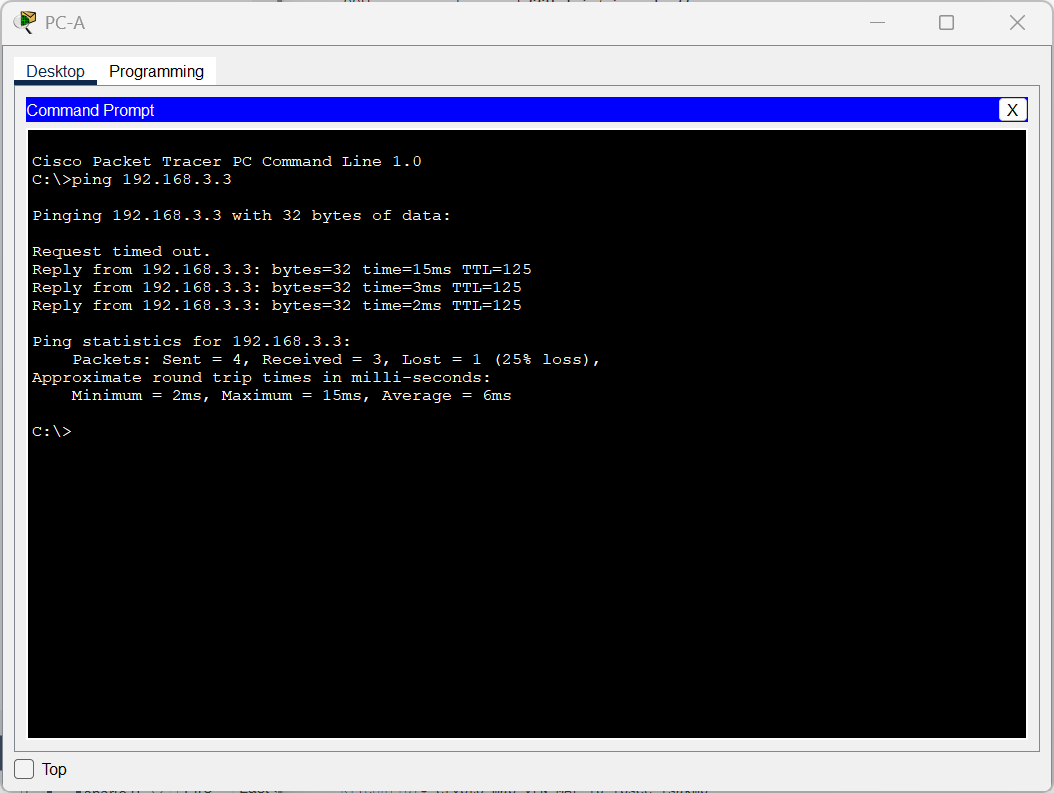 PC-A
Desktop Programming
Command Prompt X
Cisco Packet Tracer PC Command Line 1.0
C:\>ping 192.168.3.3
Pinging 192.168.3.3 with 32 bytes of data:
Request timed out.
Reply from 192.168.3.3: bytes=32 time=15ms TTL=125
Reply from 192.168.3.3: bytes=32 time=3ms TTL=125
Reply from 192.168.3.3: bytes=32 time=2ms TTL=125
Ping statistics for 192.168.3.3:
Packets: Sent = 4, Received = 3, Lost = 1 (25% loss),
Approximate round trip times in milli-seconds:
Minimum = 2ms, Maximum = 15ms, Average = 6ms
C:\>
Top